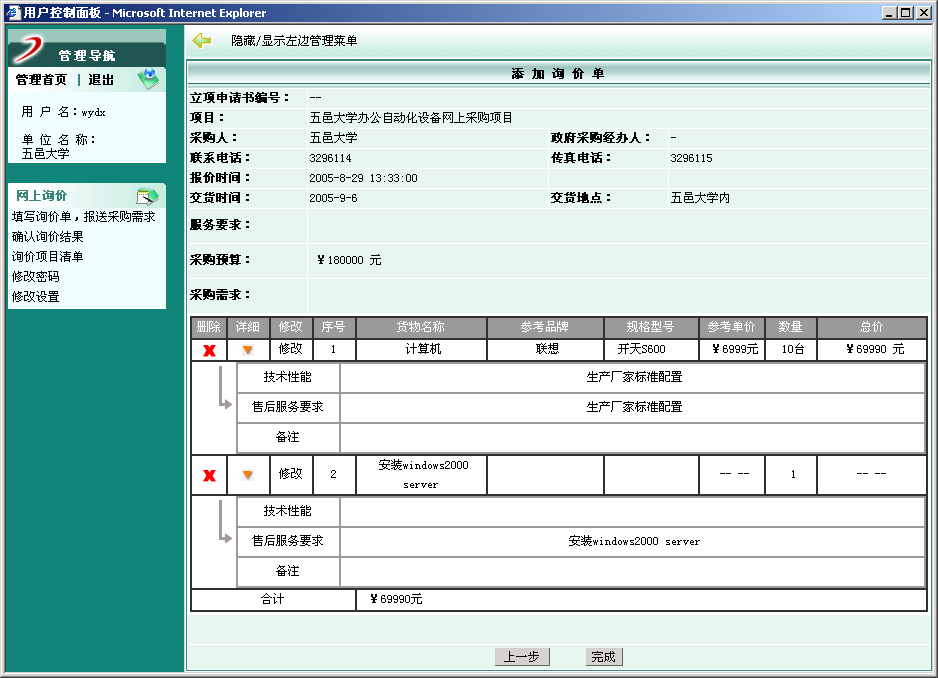 用户控制面板 - Microsoft Internet Explorer
隐藏/显示左边管理菜单
管理导航
管理首页 | 退出
用 户 名：wydx
单 位 名 称：
五邑大学
网上询价
填写询价单，报送采购需求
确认询价结果
询价项目清单
修改密码
修改设置
添 加 询 价 单
立项申请书编号： --
项目： 五邑大学办公自动化设备网上采购项目
采购人： 五邑大学 政府采购经办人： -
联系电话： 3296114 传真电话： 3296115
报价时间： 2005-8-29 13:33:00
交货时间： 2005-9-6 交货地点： 五邑大学内
服务要求：
采购预算： ￥180000 元
采购需求：
删除 详细 修改 序号 货物名称 参考品牌 规格型号 参考单价 数量 总价
X 修改 1 计算机 联想 开天S600 ￥6999元 10台 ￥69990 元
技术性能 生产厂家标准配置
售后服务要求 生产厂家标准配置
备注
X 修改 2 安装windows2000 server -- -- 1 -- --
技术性能
售后服务要求 安装windows2000 server
备注
合计 ￥69990元
上一步 完成